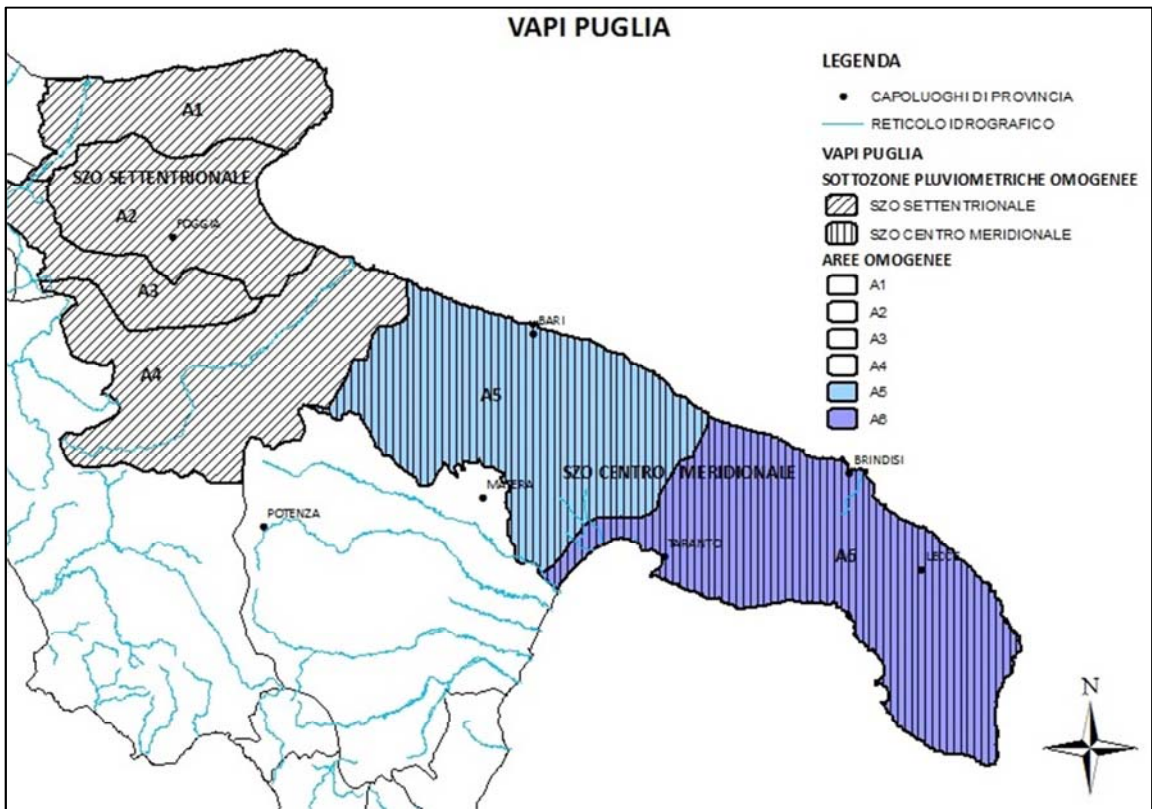 VAPI PUGLIA
LEGENDA
CAPOLUOGHI DI PROVINCIA
RETICOLO IDROGRAFICO
VAPI PUGLIA
SOTTOZONE PLUVIOMETRICHE OMOGENEE
SZO SETTENTRIONALE
SZO CENTRO MERIDIONALE
AREE OMOGENEE
A1
A2
A3
A4
A5
A6
A1
SZO SETTENTRIONALE
A2
FOGGIA
A3
A4
BARI
A5
SZO CENTRO MERIDIONALE
MATERA
POTENZA
TARANTO
BRINDISI
A6
LECCE
N